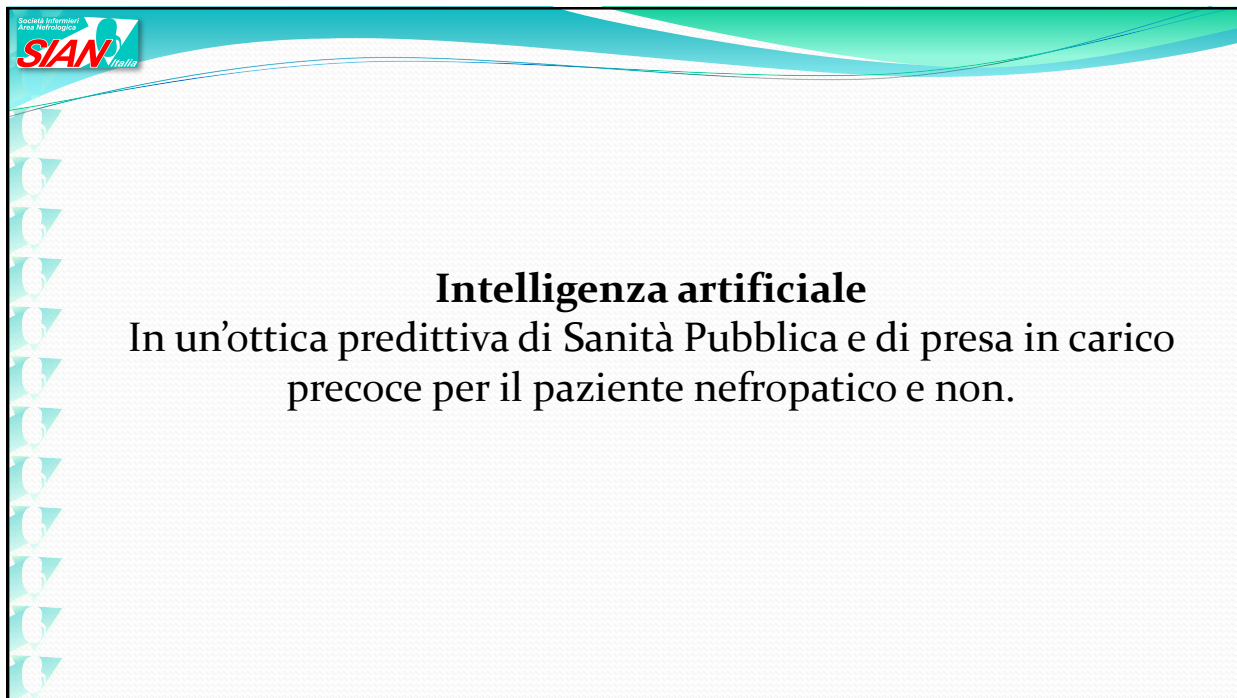 Società Infermieri
Area Nefrologica
SIAN
Italia
Intelligenza artificiale
In un’ottica predittiva di Sanità Pubblica e di presa in carico
precoce per il paziente nefropatico e non.